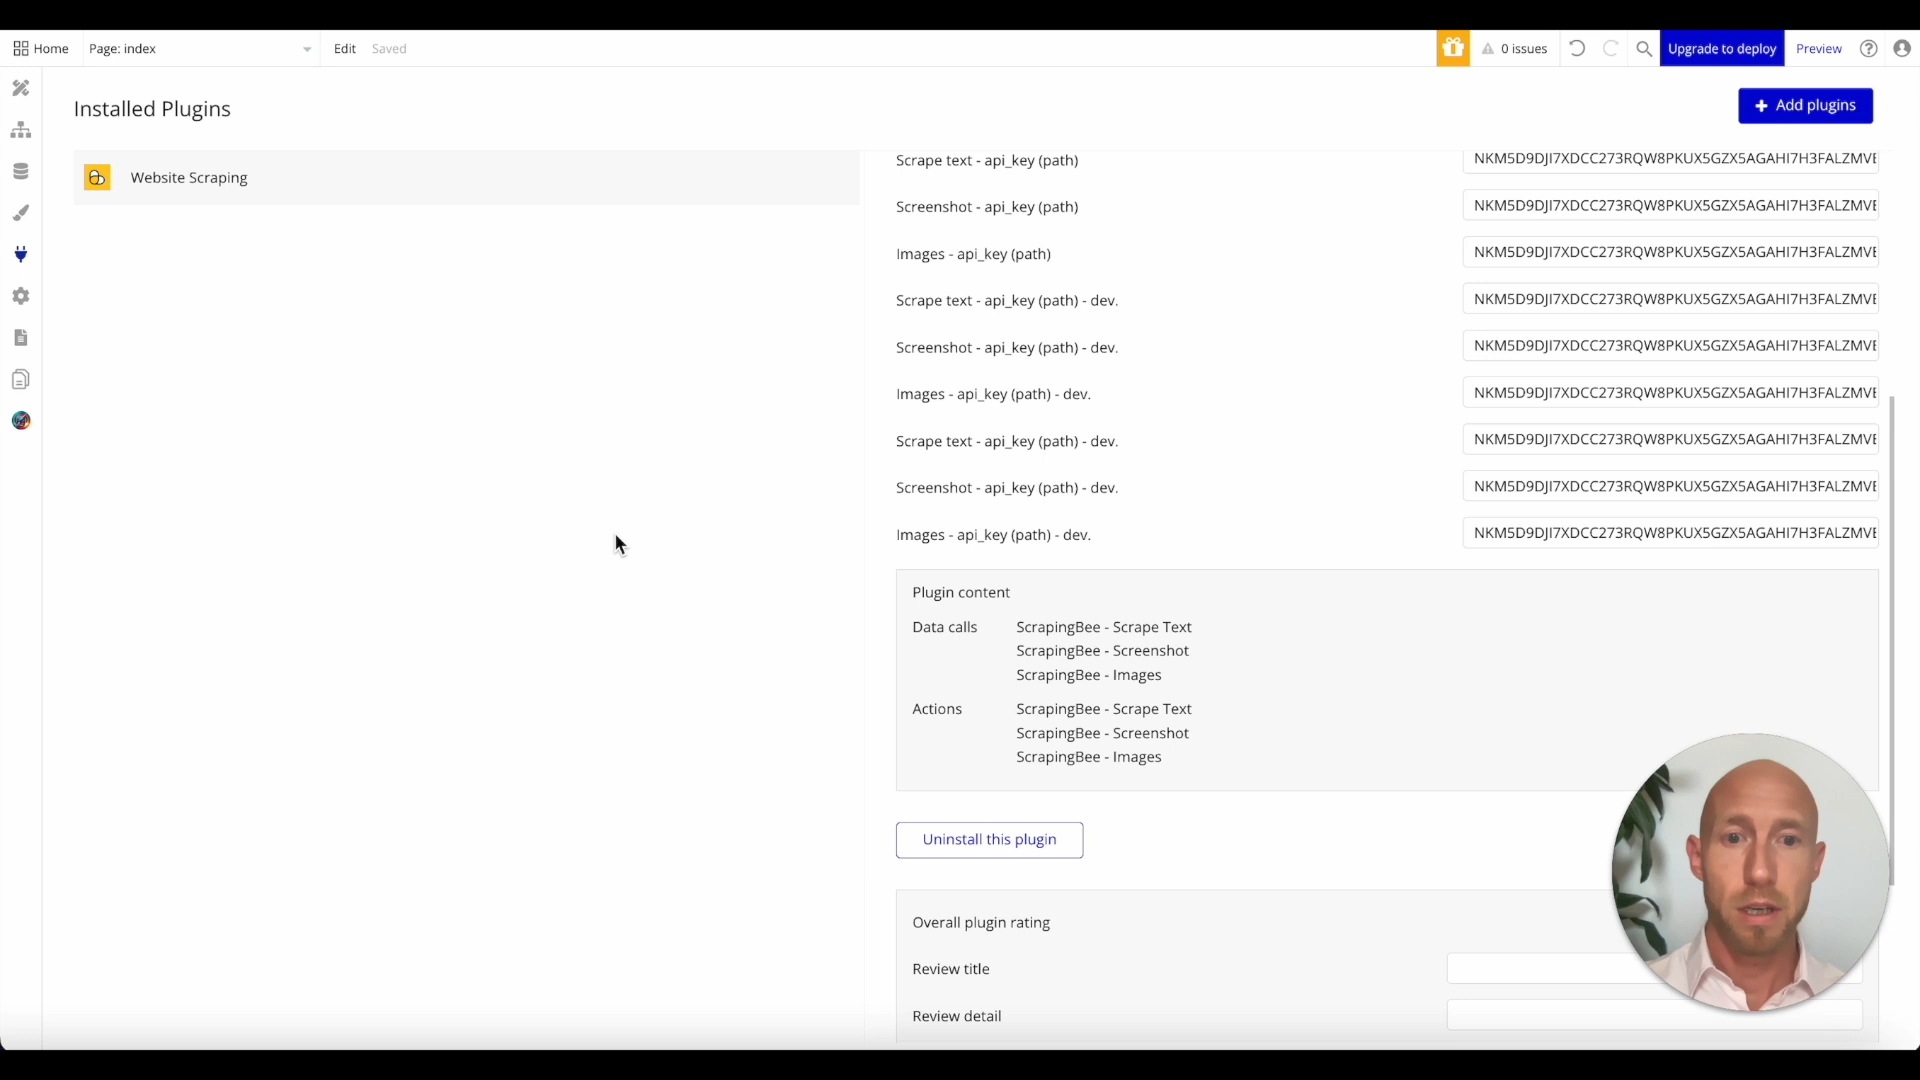 Home
Page: index
Edit
Saved
0 issues
Upgrade to deploy
Preview
Installed Plugins
Add plugins
Website Scraping
Scrape text - api_key (path)
NKM5D9DJI7XDCC273RQW8PKUX5GZX5AGAHI7H3FALZMVE
Screenshot - api_key (path)
NKM5D9DJI7XDCC273RQW8PKUX5GZX5AGAHI7H3FALZMVE
Images - api_key (path)
NKM5D9DJI7XDCC273RQW8PKUX5GZX5AGAHI7H3FALZMVE
Scrape text - api_key (path) - dev.
NKM5D9DJI7XDCC273RQW8PKUX5GZX5AGAHI7H3FALZMVE
Screenshot - api_key (path) - dev.
NKM5D9DJI7XDCC273RQW8PKUX5GZX5AGAHI7H3FALZMVE
Images - api_key (path) - dev.
NKM5D9DJI7XDCC273RQW8PKUX5GZX5AGAHI7H3FALZMVE
Scrape text - api_key (path) - dev.
NKM5D9DJI7XDCC273RQW8PKUX5GZX5AGAHI7H3FALZMVE
Screenshot - api_key (path) - dev.
NKM5D9DJI7XDCC273RQW8PKUX5GZX5AGAHI7H3FALZMVE
Images - api_key (path) - dev.
NKM5D9DJI7XDCC273RQW8PKUX5GZX5AGAHI7H3FALZMVE
Plugin content
Data calls
ScrapingBee - Scrape Text
ScrapingBee - Screenshot
ScrapingBee - Images
Actions
ScrapingBee - Scrape Text
ScrapingBee - Screenshot
ScrapingBee - Images
Uninstall this plugin
Overall plugin rating
Review title
Review detail